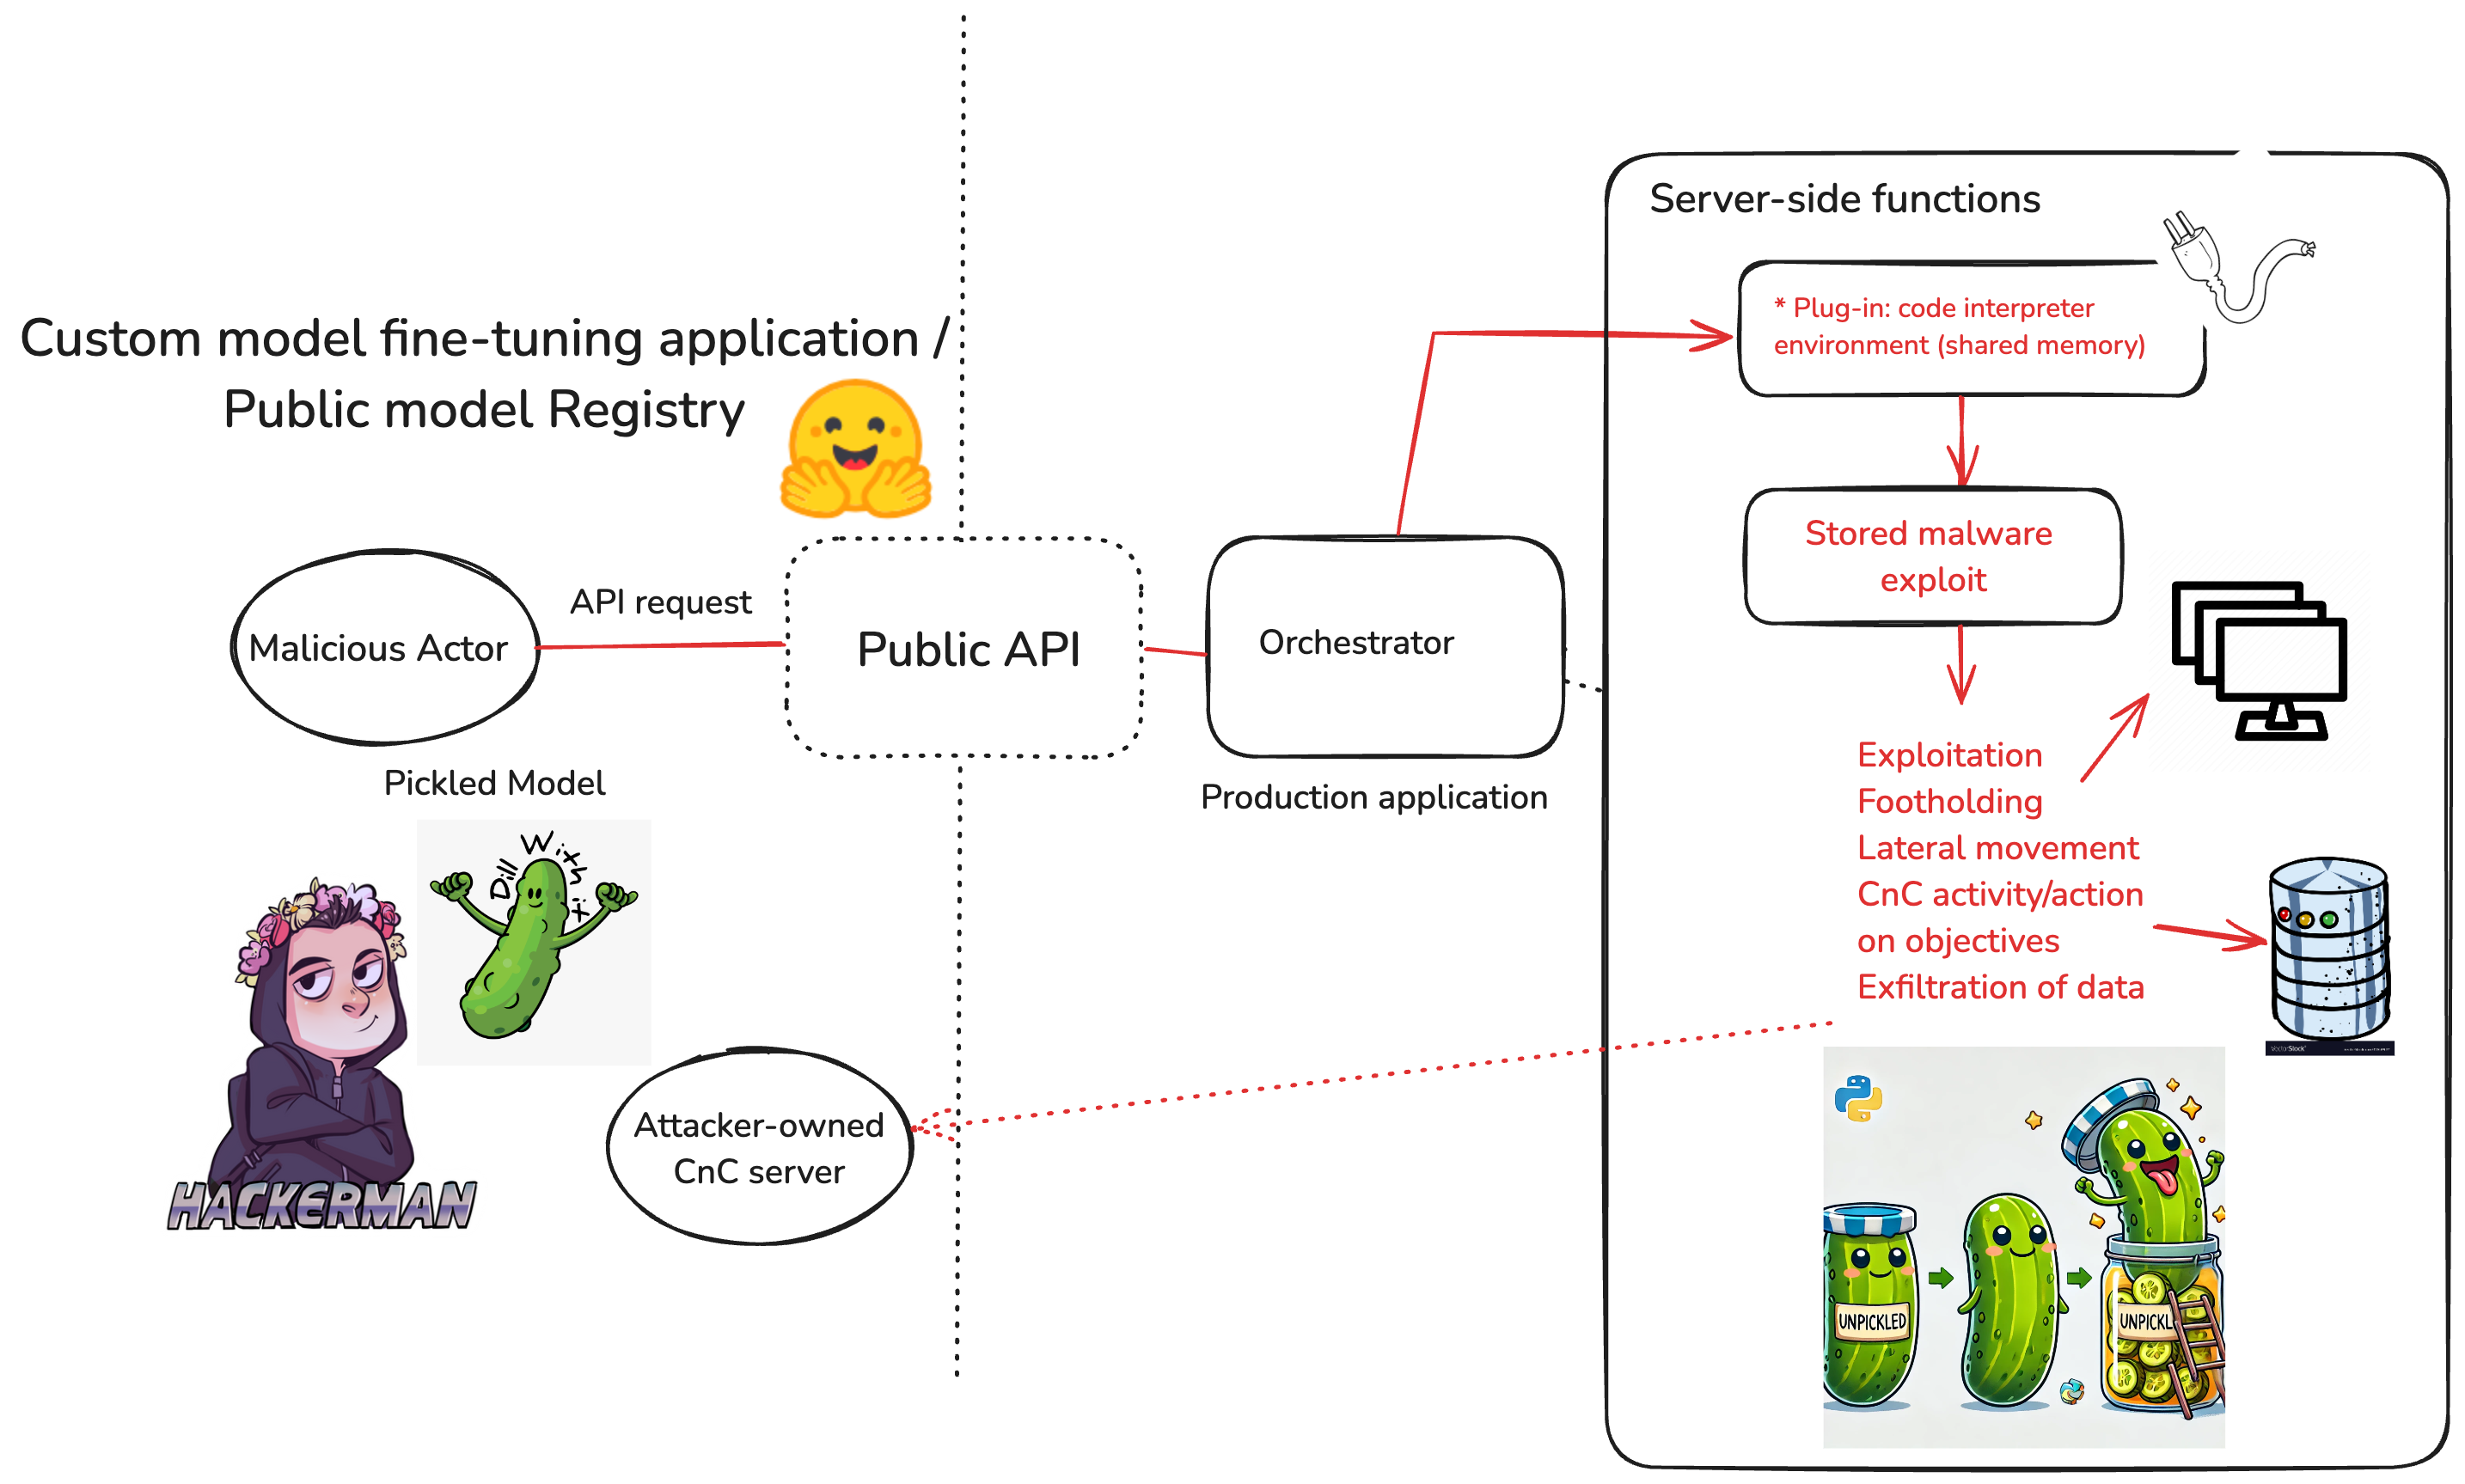 Custom model fine-tuning application /
Public model Registry
Malicious Actor
API request
Public API
Orchestrator
Production application
Pickled Model
Dill
With
it
HACKERMAN
Attacker-owned
CnC server
Server-side functions
* Plug-in: code interpreter
environment (shared memory)
Stored malware
exploit
Exploitation
Footholding
Lateral movement
CnC activity/action
on objectives
Exfiltration of data
VectorStock
UNPICKLED
UNPICKL